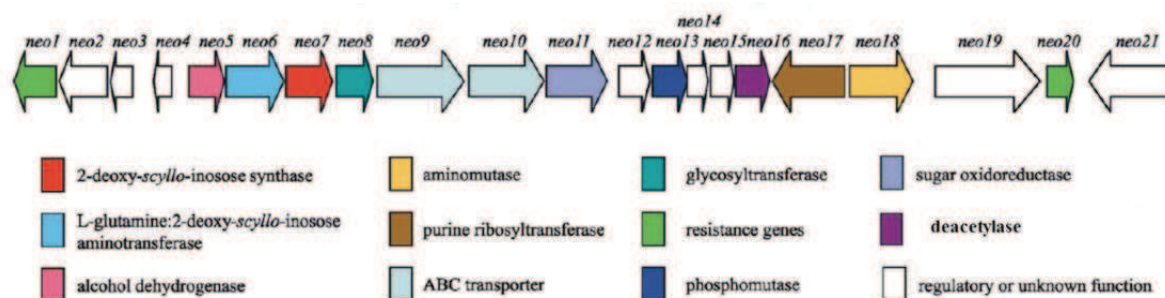 neo14
neo1 neo2 neo3 neo4 neo5 neo6 neo7 neo8 neo9 neo10 neo11 neo12 neo13 neo15 neo16 neo17 neo18 neo19 neo20 neo21
2-deoxy-scyllo-inosose synthase
aminomutase
glycosyltransferase
sugar oxidoreductase
L-glutamine:2-deoxy-scyllo-inosose
aminotransferase
purine ribosyltransferase
resistance genes
deacetylase
alcohol dehydrogenase
ABC transporter
phosphomutase
regulatory or unknown function